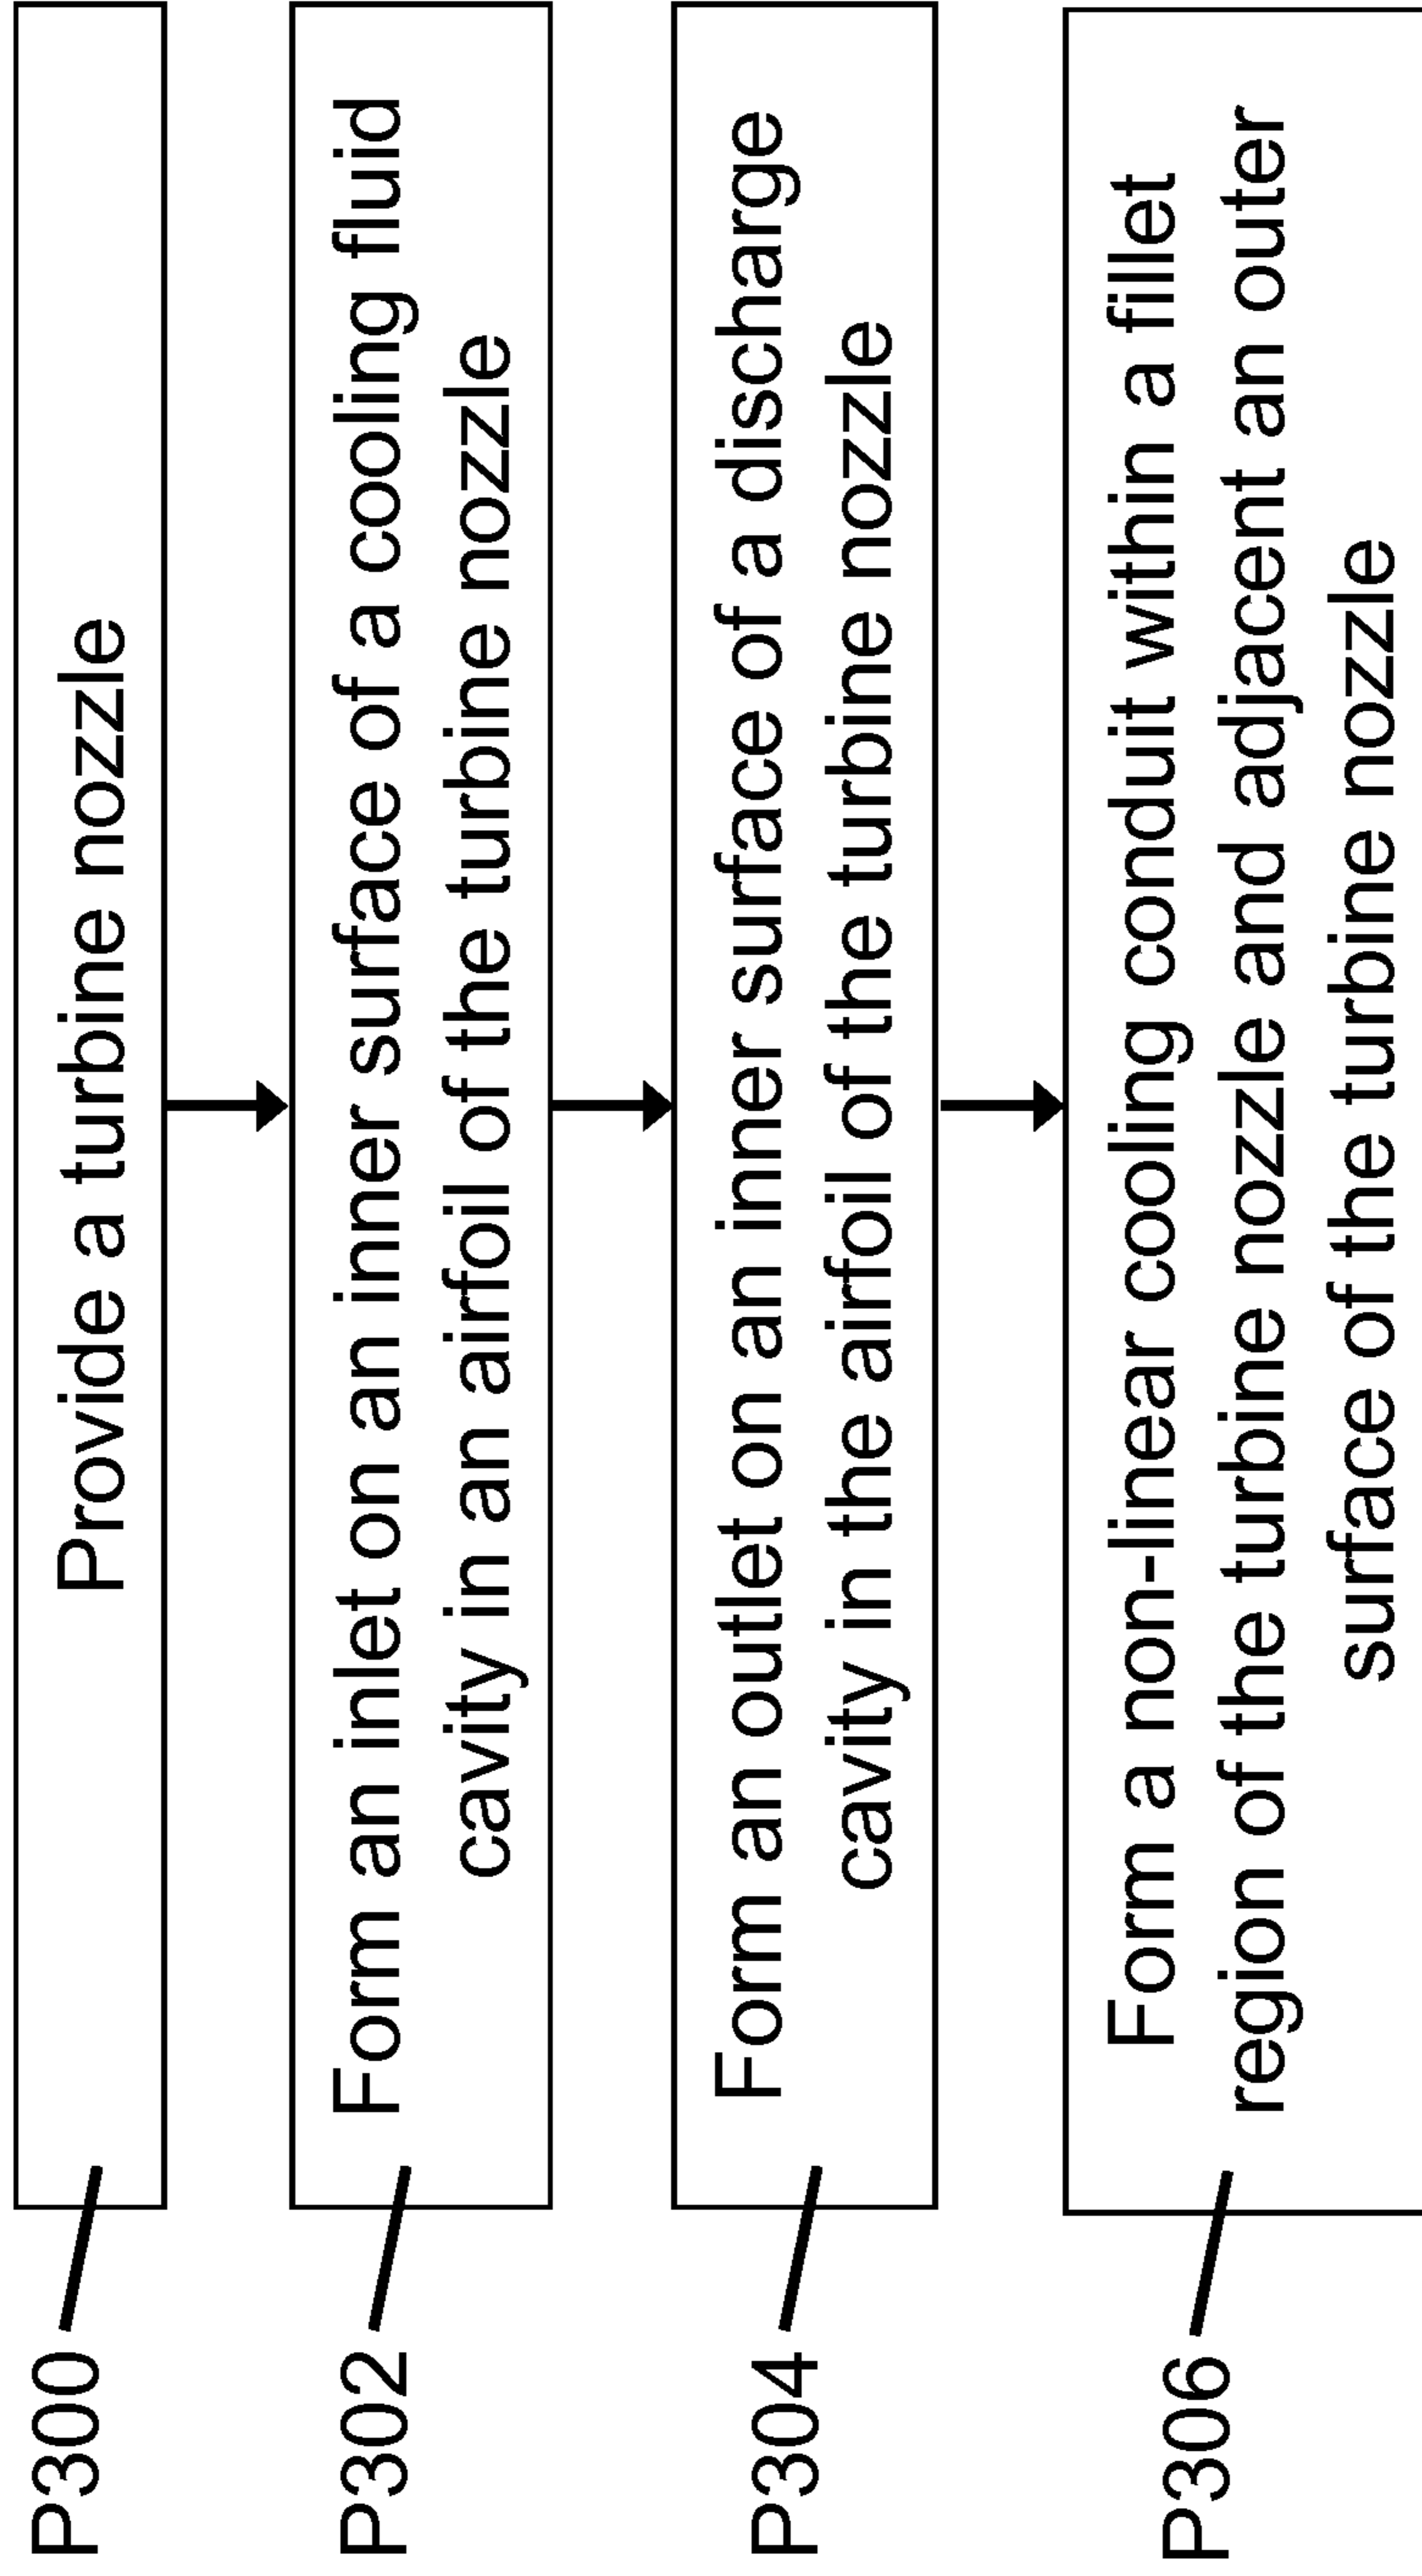 P300
Provide a turbine nozzle
P302
Form an inlet on an inner surface of a cooling fluid
cavity in an airfoil of the turbine nozzle
P304
Form an outlet on an inner surface of a discharge
cavity in the airfoil of the turbine nozzle
P306
Form a non-linear cooling conduit within a fillet
region of the turbine nozzle and adjacent an outer
surface of the turbine nozzle